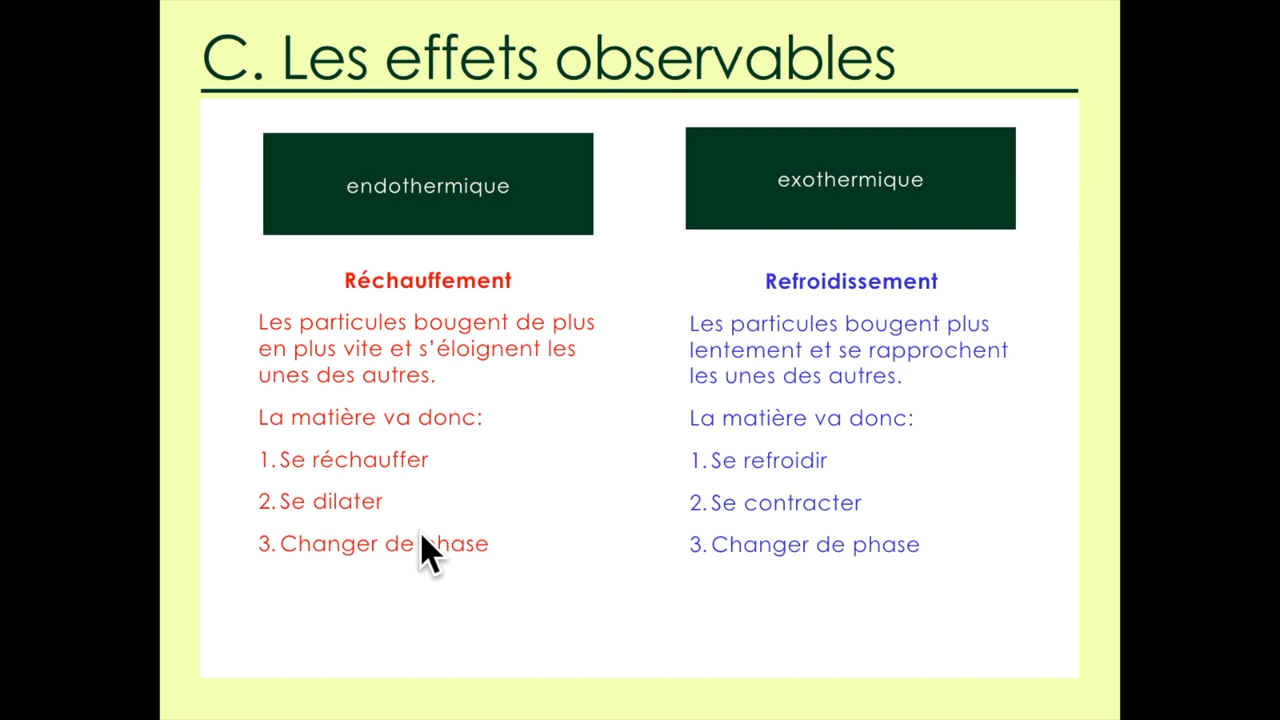 C. Les effets observables
endothermique
Réchauffement
Les particules bougent de plus
en plus vite et s’éloignent les
unes des autres.
La matière va donc:
1. Se réchauffer
2. Se dilater
3. Changer de phase
exothermique
Refroidissement
Les particules bougent plus
lentement et se rapprochent
les unes des autres.
La matière va donc:
1. Se refroidir
2. Se contracter
3. Changer de phase